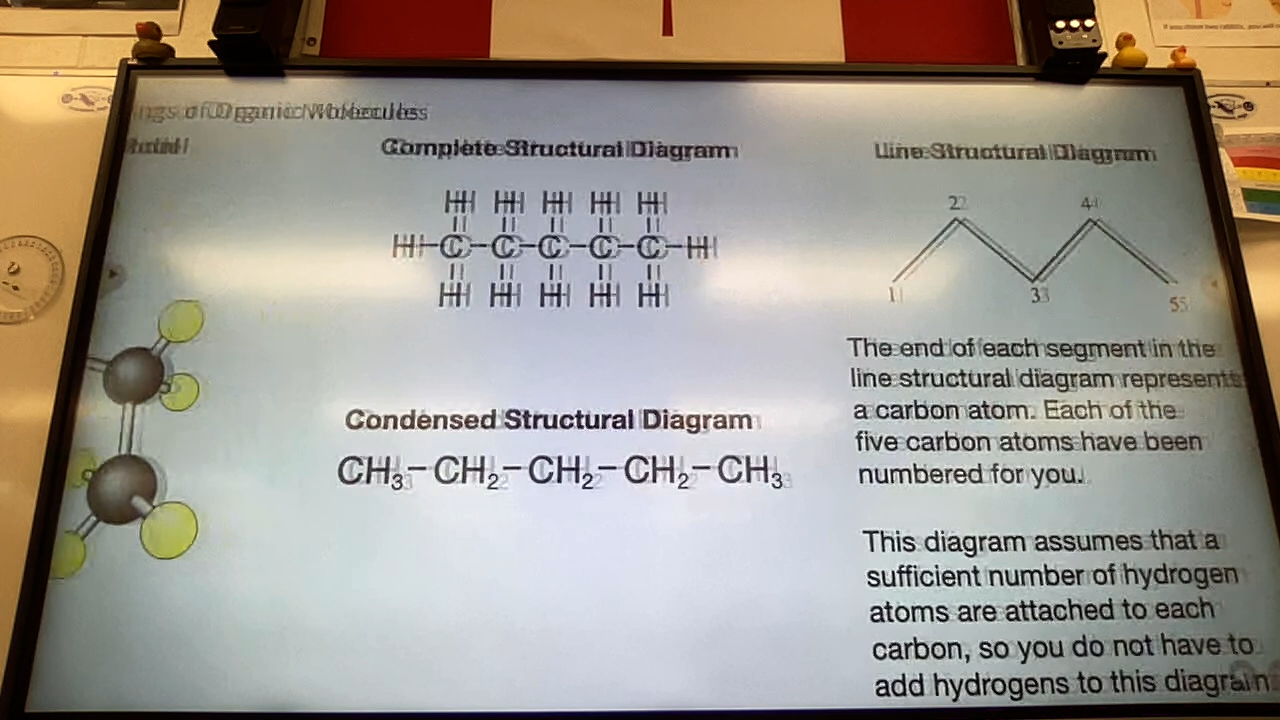 of Organic Molecules
Complete Structural Diagram
H H H H H
H-C-C-C-C-C-H
H H H H H
Condensed Structural Diagram
CH₃-CH₂-CH₂-CH₂-CH₃
Line Structural Diagram
2 4
1 3 5
The end of each segment in the
line structural diagram represents
a carbon atom. Each of the
five carbon atoms have been
numbered for you.
This diagram assumes that a
sufficient number of hydrogen
atoms are attached to each
carbon, so you do not have to
add hydrogens to this diagram